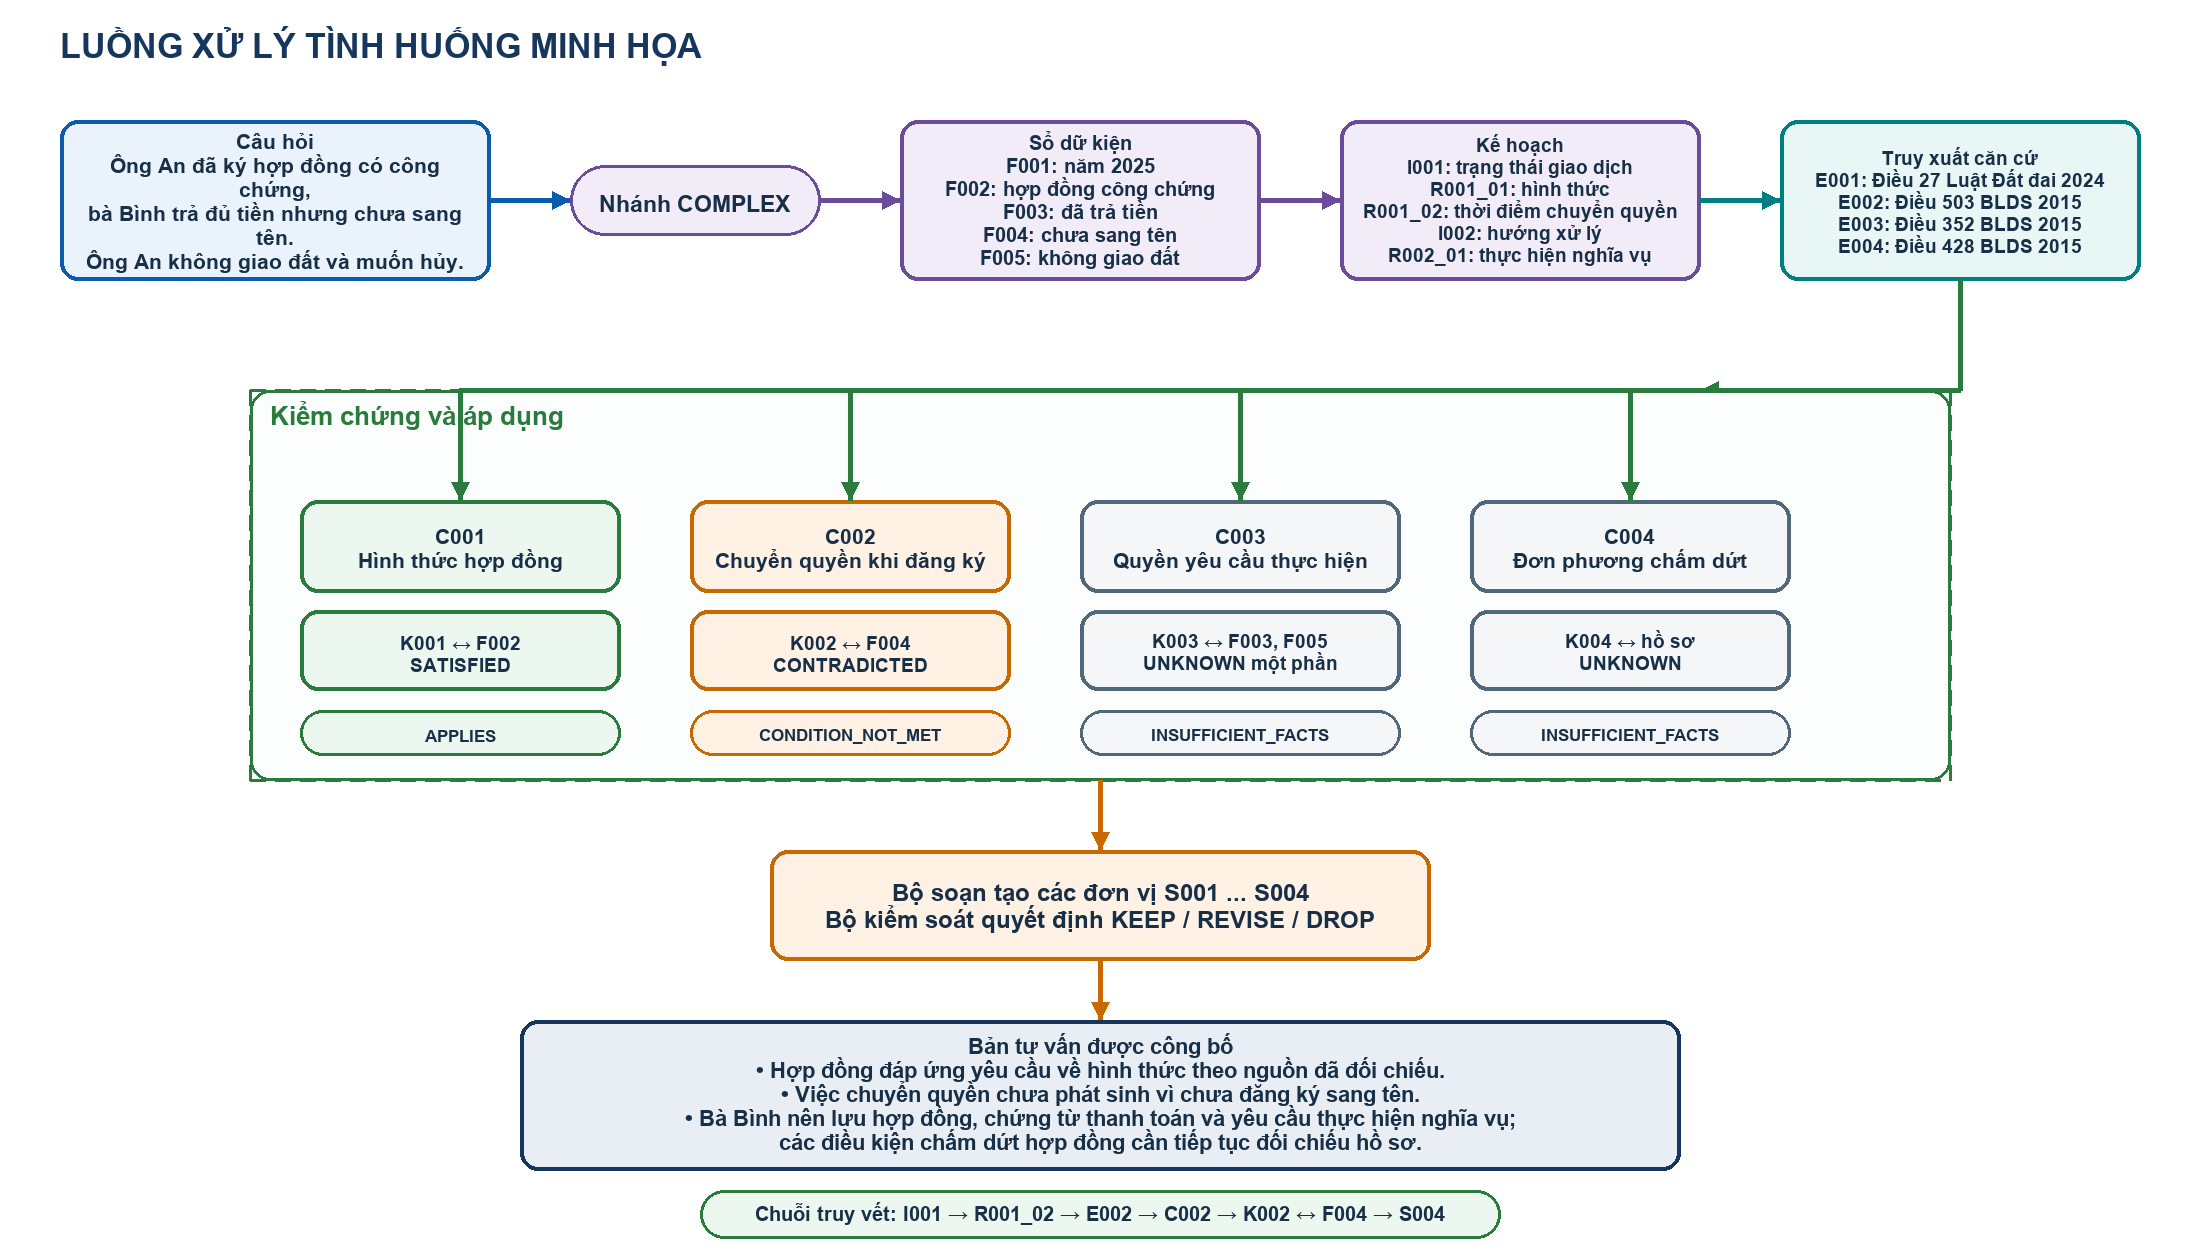 LUỒNG XỬ LÝ TÌNH HUỐNG MINH HỌA
Câu hỏi
Ông An đã ký hợp đồng có công
chứng,
bà Bình trả đủ tiền nhưng chưa sang
tên.
Ông An không giao đất và muốn hủy.
Nhánh COMPLEX
Sổ dữ kiện
F001: năm 2025
F002: hợp đồng công chứng
F003: đã trả tiền
F004: chưa sang tên
F005: không giao đất
Kế hoạch
I001: trạng thái giao dịch
R001_01: hình thức
R001_02: thời điểm chuyển quyền
I002: hướng xử lý
R002_01: thực hiện nghĩa vụ
Truy xuất căn cứ
E001: Điều 27 Luật Đất đai 2024
E002: Điều 503 BLDS 2015
E003: Điều 352 BLDS 2015
E004: Điều 428 BLDS 2015
Kiểm chứng và áp dụng
C001
Hình thức hợp đồng
K001 ↔ F002
SATISFIED
APPLIES
C002
Chuyển quyền khi đăng ký
K002 ↔ F004
CONTRADICTED
CONDITION_NOT_MET
C003
Quyền yêu cầu thực hiện
K003 ↔ F003, F005
UNKNOWN một phần
INSUFFICIENT_FACTS
C004
Đơn phương chấm dứt
K004 ↔ hồ sơ
UNKNOWN
INSUFFICIENT_FACTS
Bộ soạn tạo các đơn vị S001 ... S004
Bộ kiểm soát quyết định KEEP / REVISE / DROP
Bản tư vấn được công bố
• Hợp đồng đáp ứng yêu cầu về hình thức theo nguồn đã đối chiếu.
• Việc chuyển quyền chưa phát sinh vì chưa đăng ký sang tên.
• Bà Bình nên lưu hợp đồng, chứng từ thanh toán và yêu cầu thực hiện nghĩa vụ;
các điều kiện chấm dứt hợp đồng cần tiếp tục đối chiếu hồ sơ.
Chuỗi truy vết: I001 → R001_02 → E002 → C002 → K002 ↔ F004 → S004